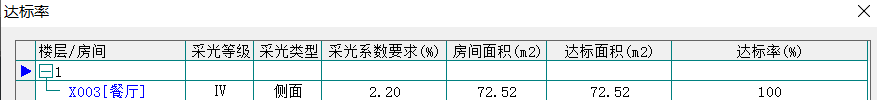 达标率
楼层/房间 采光等级 采光类型 采光系数要求(%) 房间面积(m2) 达标面积(m2) 达标率(%)
1
X003[餐厅] Ⅳ 侧面 2.20 72.52 72.52 100